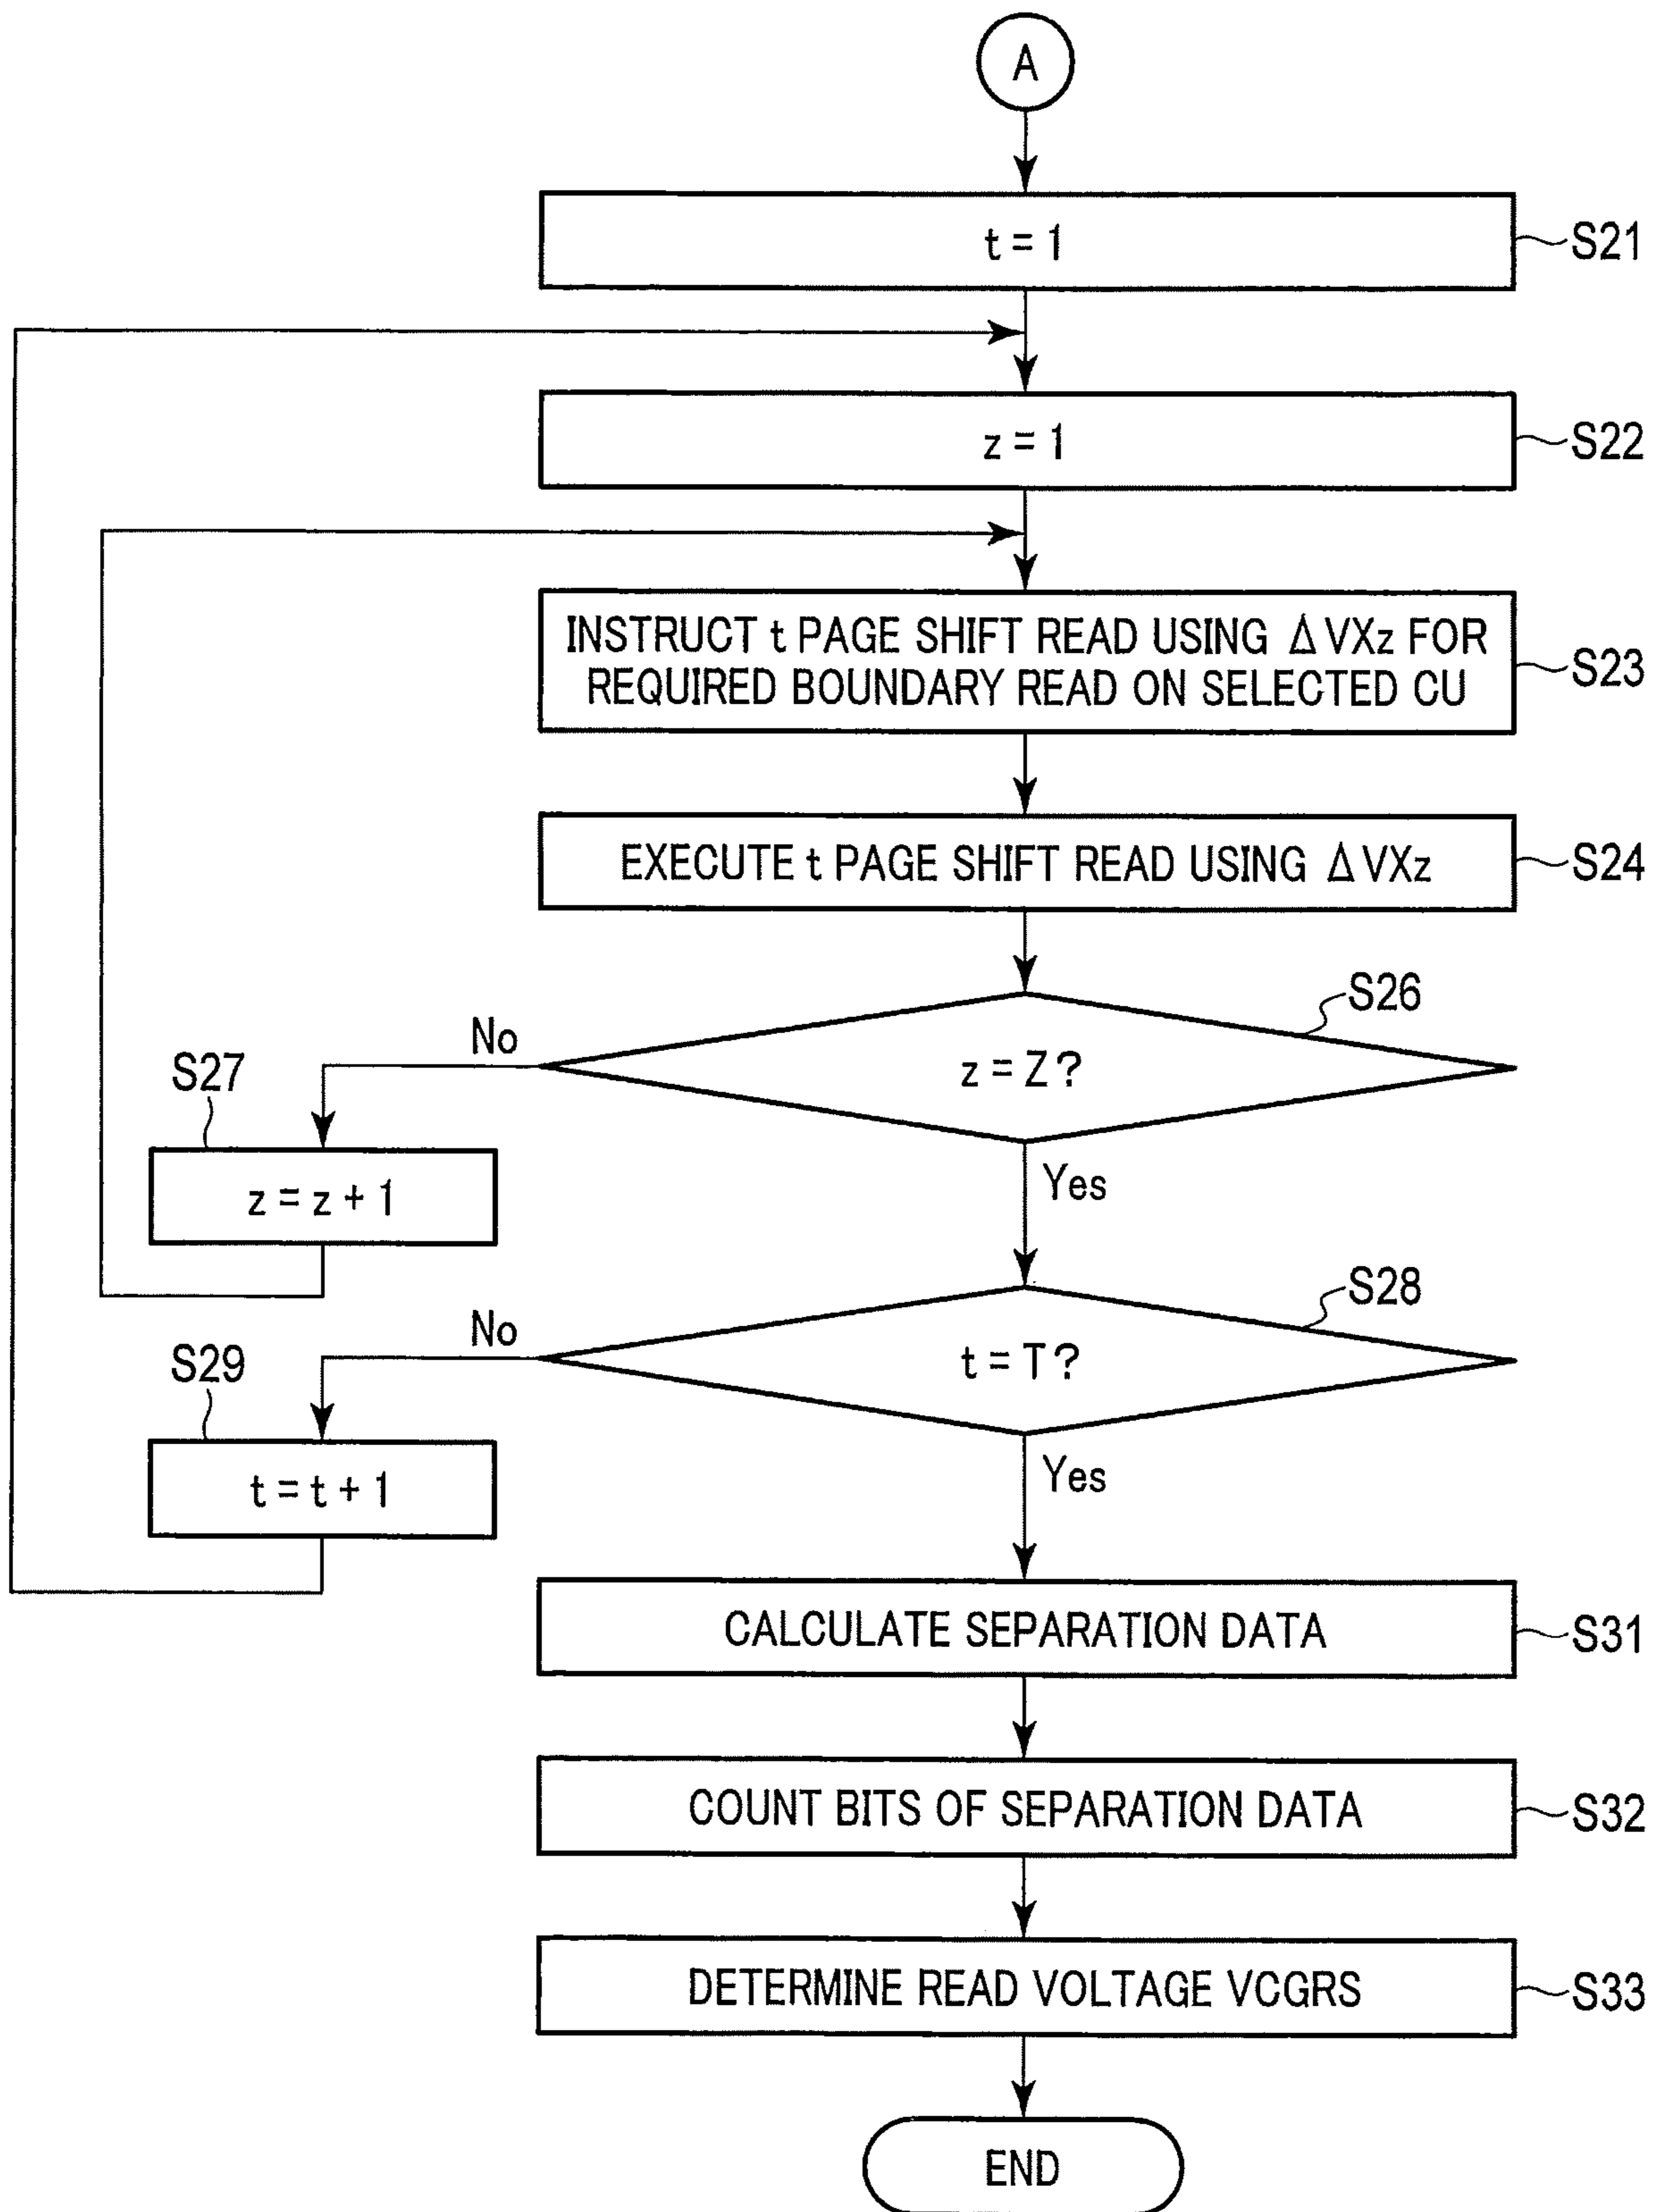 A
t = 1
S21
z = 1
S22
INSTRUCT t PAGE SHIFT READ USING ΔVXz FOR
REQUIRED BOUNDARY READ ON SELECTED CU
S23
EXECUTE t PAGE SHIFT READ USING ΔVXz
S24
S26
No
z = Z?
S27
z = z + 1
Yes
S28
No
t = T?
S29
t = t + 1
Yes
CALCULATE SEPARATION DATA
S31
COUNT BITS OF SEPARATION DATA
S32
DETERMINE READ VOLTAGE VCGRS
S33
END